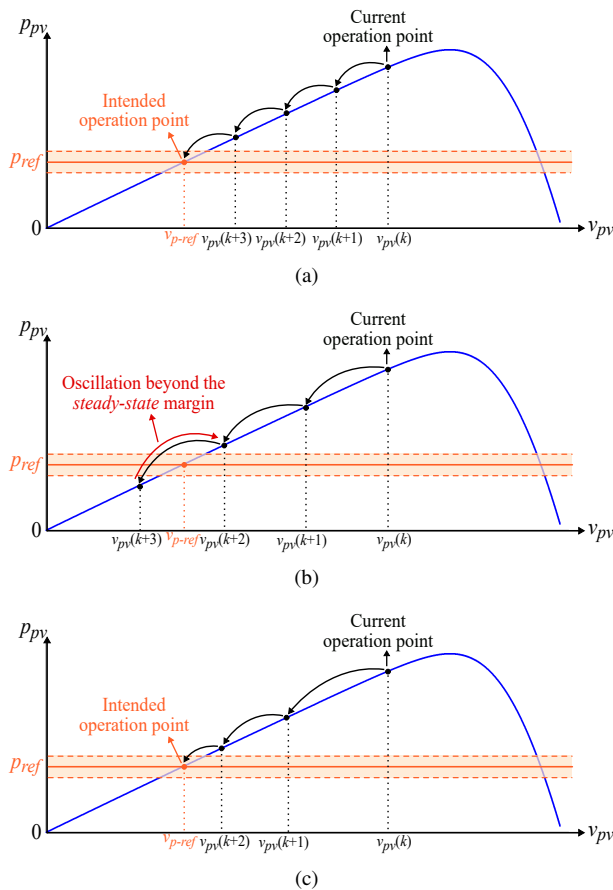 p_pv
Current
operation point
Intended
operation point
p_ref
0
v_p-ref v_pv(k+3) v_pv(k+2) v_pv(k+1) v_pv(k) v_pv
(a)
p_pv
Current
operation point
Oscillation beyond the
steady-state margin
p_ref
0
v_pv(k+3) v_p-ref v_pv(k+2) v_pv(k+1) v_pv(k) v_pv
(b)
p_pv
Current
operation point
Intended
operation point
p_ref
0
v_p-ref v_pv(k+2) v_pv(k+1) v_pv(k) v_pv
(c)